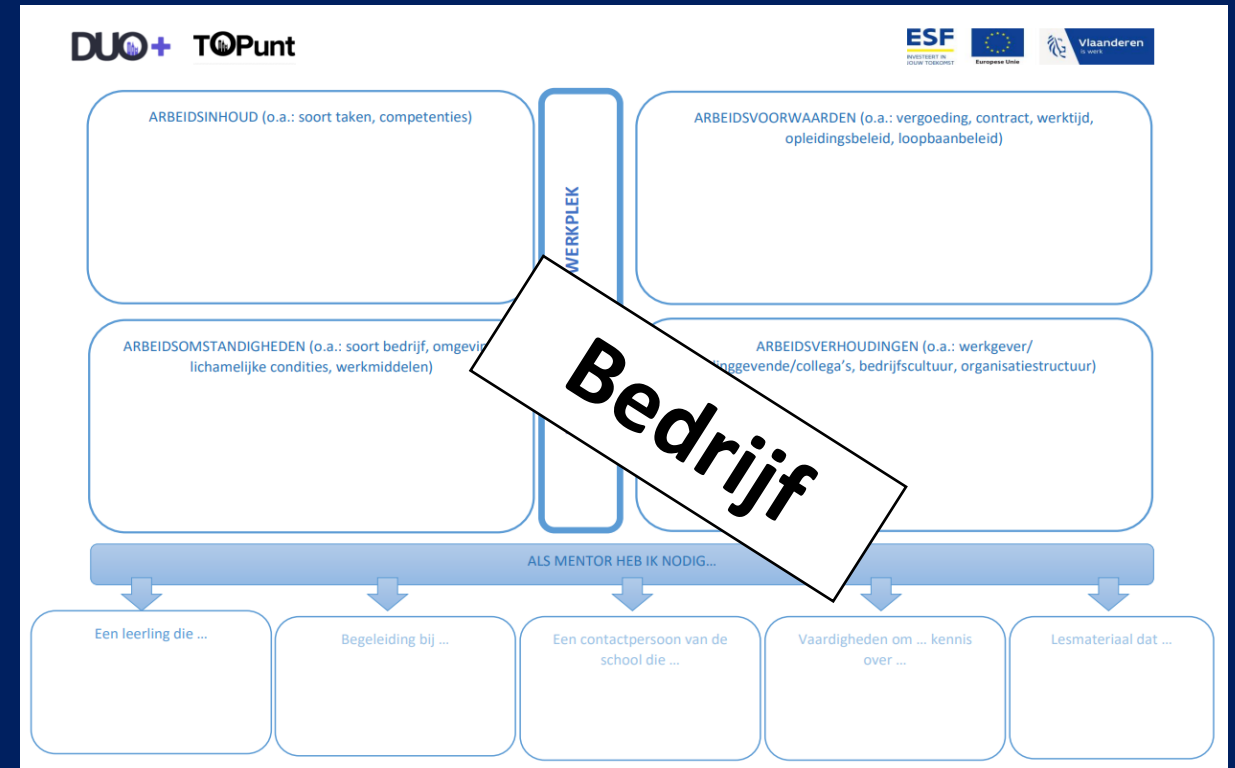 DUO+ TOPunt
ESF
INVESTEERT IN
JOUW TOEKOMST
Europese Unie
Vlaanderen
is werk
ARBEIDSINHOUD (o.a.: soort taken, competenties)
WERKPLEK
ARBEIDSVOORWAARDEN (o.a.: vergoeding, contract, werktijd,
opleidingsbeleid, loopbaanbeleid)
ARBEIDSOMSTANDIGHEDEN (o.a.: soort bedrijf,
lichamelijke condities, werkmiddelen)
ARBEIDSVERHOUDINGEN (o.a.: werkgever/
inggevende/collega's, bedrijfscultuur, organisatiestructuur)
Bedrijf
ALS MENTOR HEB IK NODIG…
Een leerling die …
Begeleiding bij …
Een contactpersoon van de
school die …
Vaardigheden om … kennis
over …
Lesmateriaal dat …